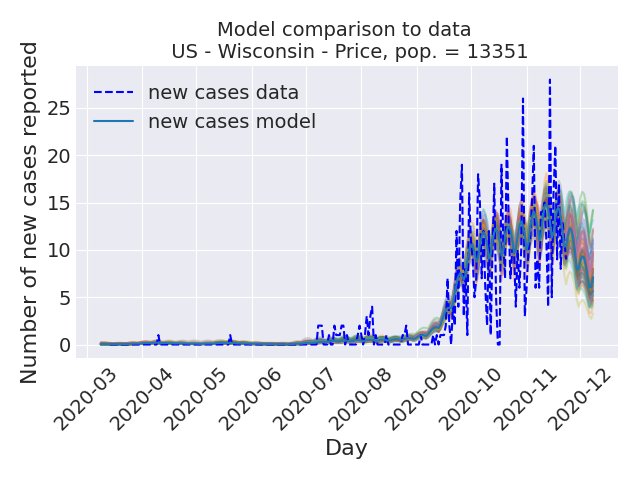 Model comparison to data
US - Wisconsin - Price, pop. = 13351
Number of new cases reported
new cases data
new cases model
25
20
15
10
5
0
2020-03
2020-04
2020-05
2020-06
2020-07
2020-08
2020-09
2020-10
2020-11
2020-12
Day